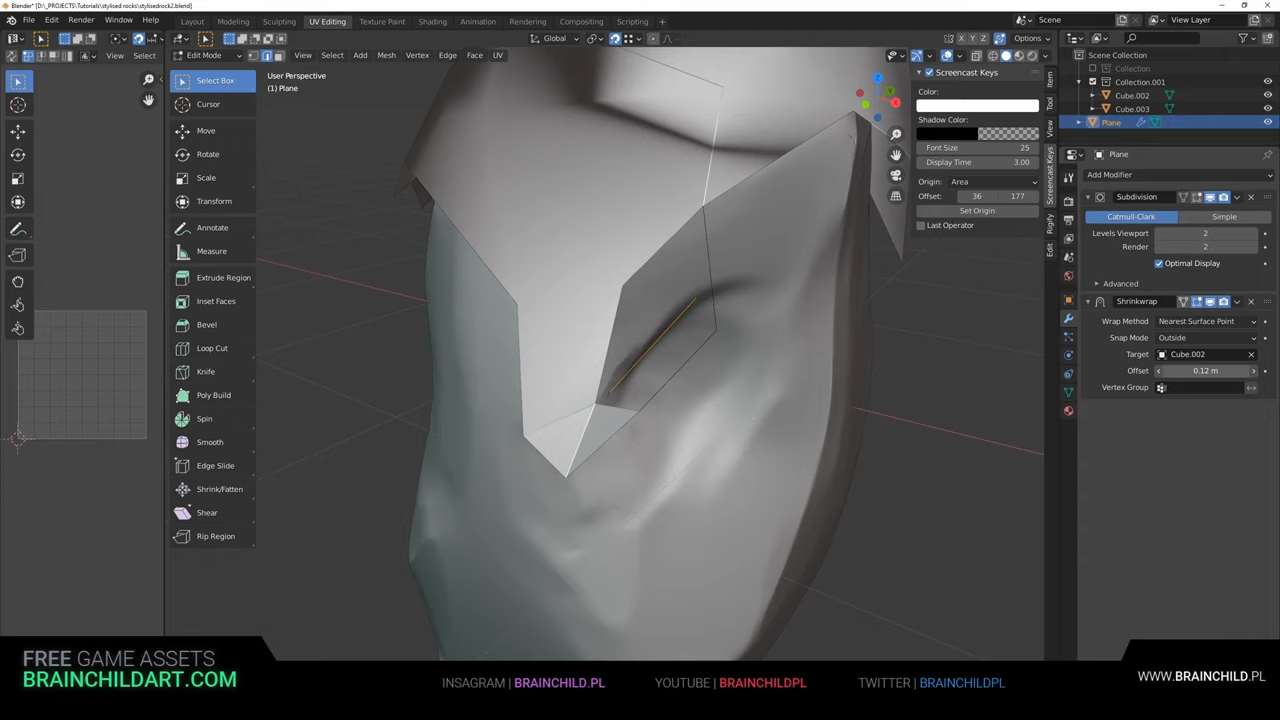 Blender* [D:\_PROJECTS\Tutorials\stylised rocks\stylisedrock2.blend]
File Edit Render Window Help Layout Modeling Sculpting UV Editing Texture Paint Shading Animation Rendering Compositing Scripting Scene View Layer
View Select Edit Mode View Select Add Mesh Vertex Edge Face UV Global X Y Z Options
User Perspective
(1) Plane
Select Box
Cursor
Move
Rotate
Scale
Transform
Annotate
Measure
Extrude Region
Inset Faces
Bevel
Loop Cut
Knife
Poly Build
Spin
Smooth
Edge Slide
Shrink/Fatten
Shear
Rip Region
Screencast Keys
Color:
Shadow Color:
Font Size 25
Display Time 3.00
Origin: Area
Offset: 36 177
Set Origin
Last Operator
Item
Tool
View
Screencast Keys
Rigify
Edit
Scene Collection
Collection
Collection.001
Cube.002
Cube.003
Plane
Plane
Add Modifier
Subdivision
Catmull-Clark Simple
Levels Viewport 2
Render 2
Optimal Display
Advanced
Shrinkwrap
Wrap Method Nearest Surface Point
Snap Mode Outside
Target Cube.002
Offset 0.12 m
Vertex Group
FREE GAME ASSETS
BRAINCHILDART.COM
INSAGRAM | BRAINCHILD.PL YOUTUBE | BRAINCHILDPL TWITTER | BRAINCHILDPL
WWW.BRAINCHILD.PL